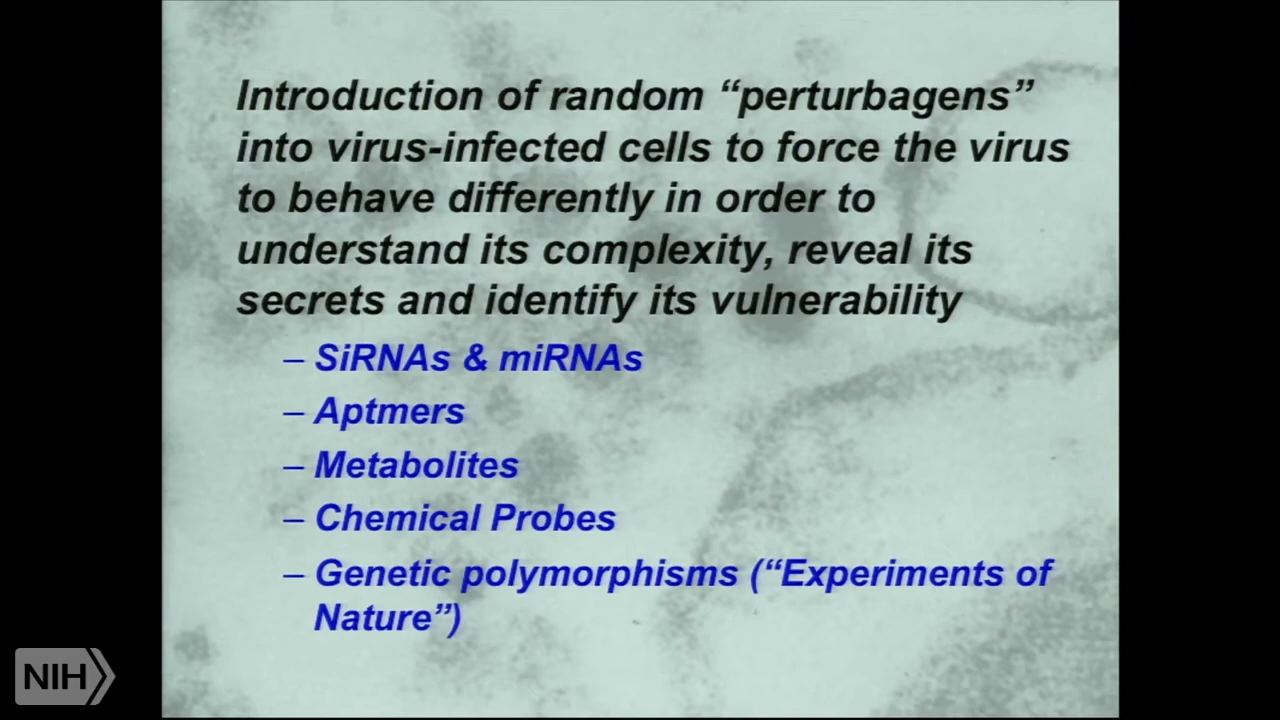 Introduction of random “perturbagens”
into virus-infected cells to force the virus
to behave differently in order to
understand its complexity, reveal its
secrets and identify its vulnerability
– SiRNAs & miRNAs
– Aptmers
– Metabolites
– Chemical Probes
– Genetic polymorphisms (“Experiments of
Nature”)
NIH